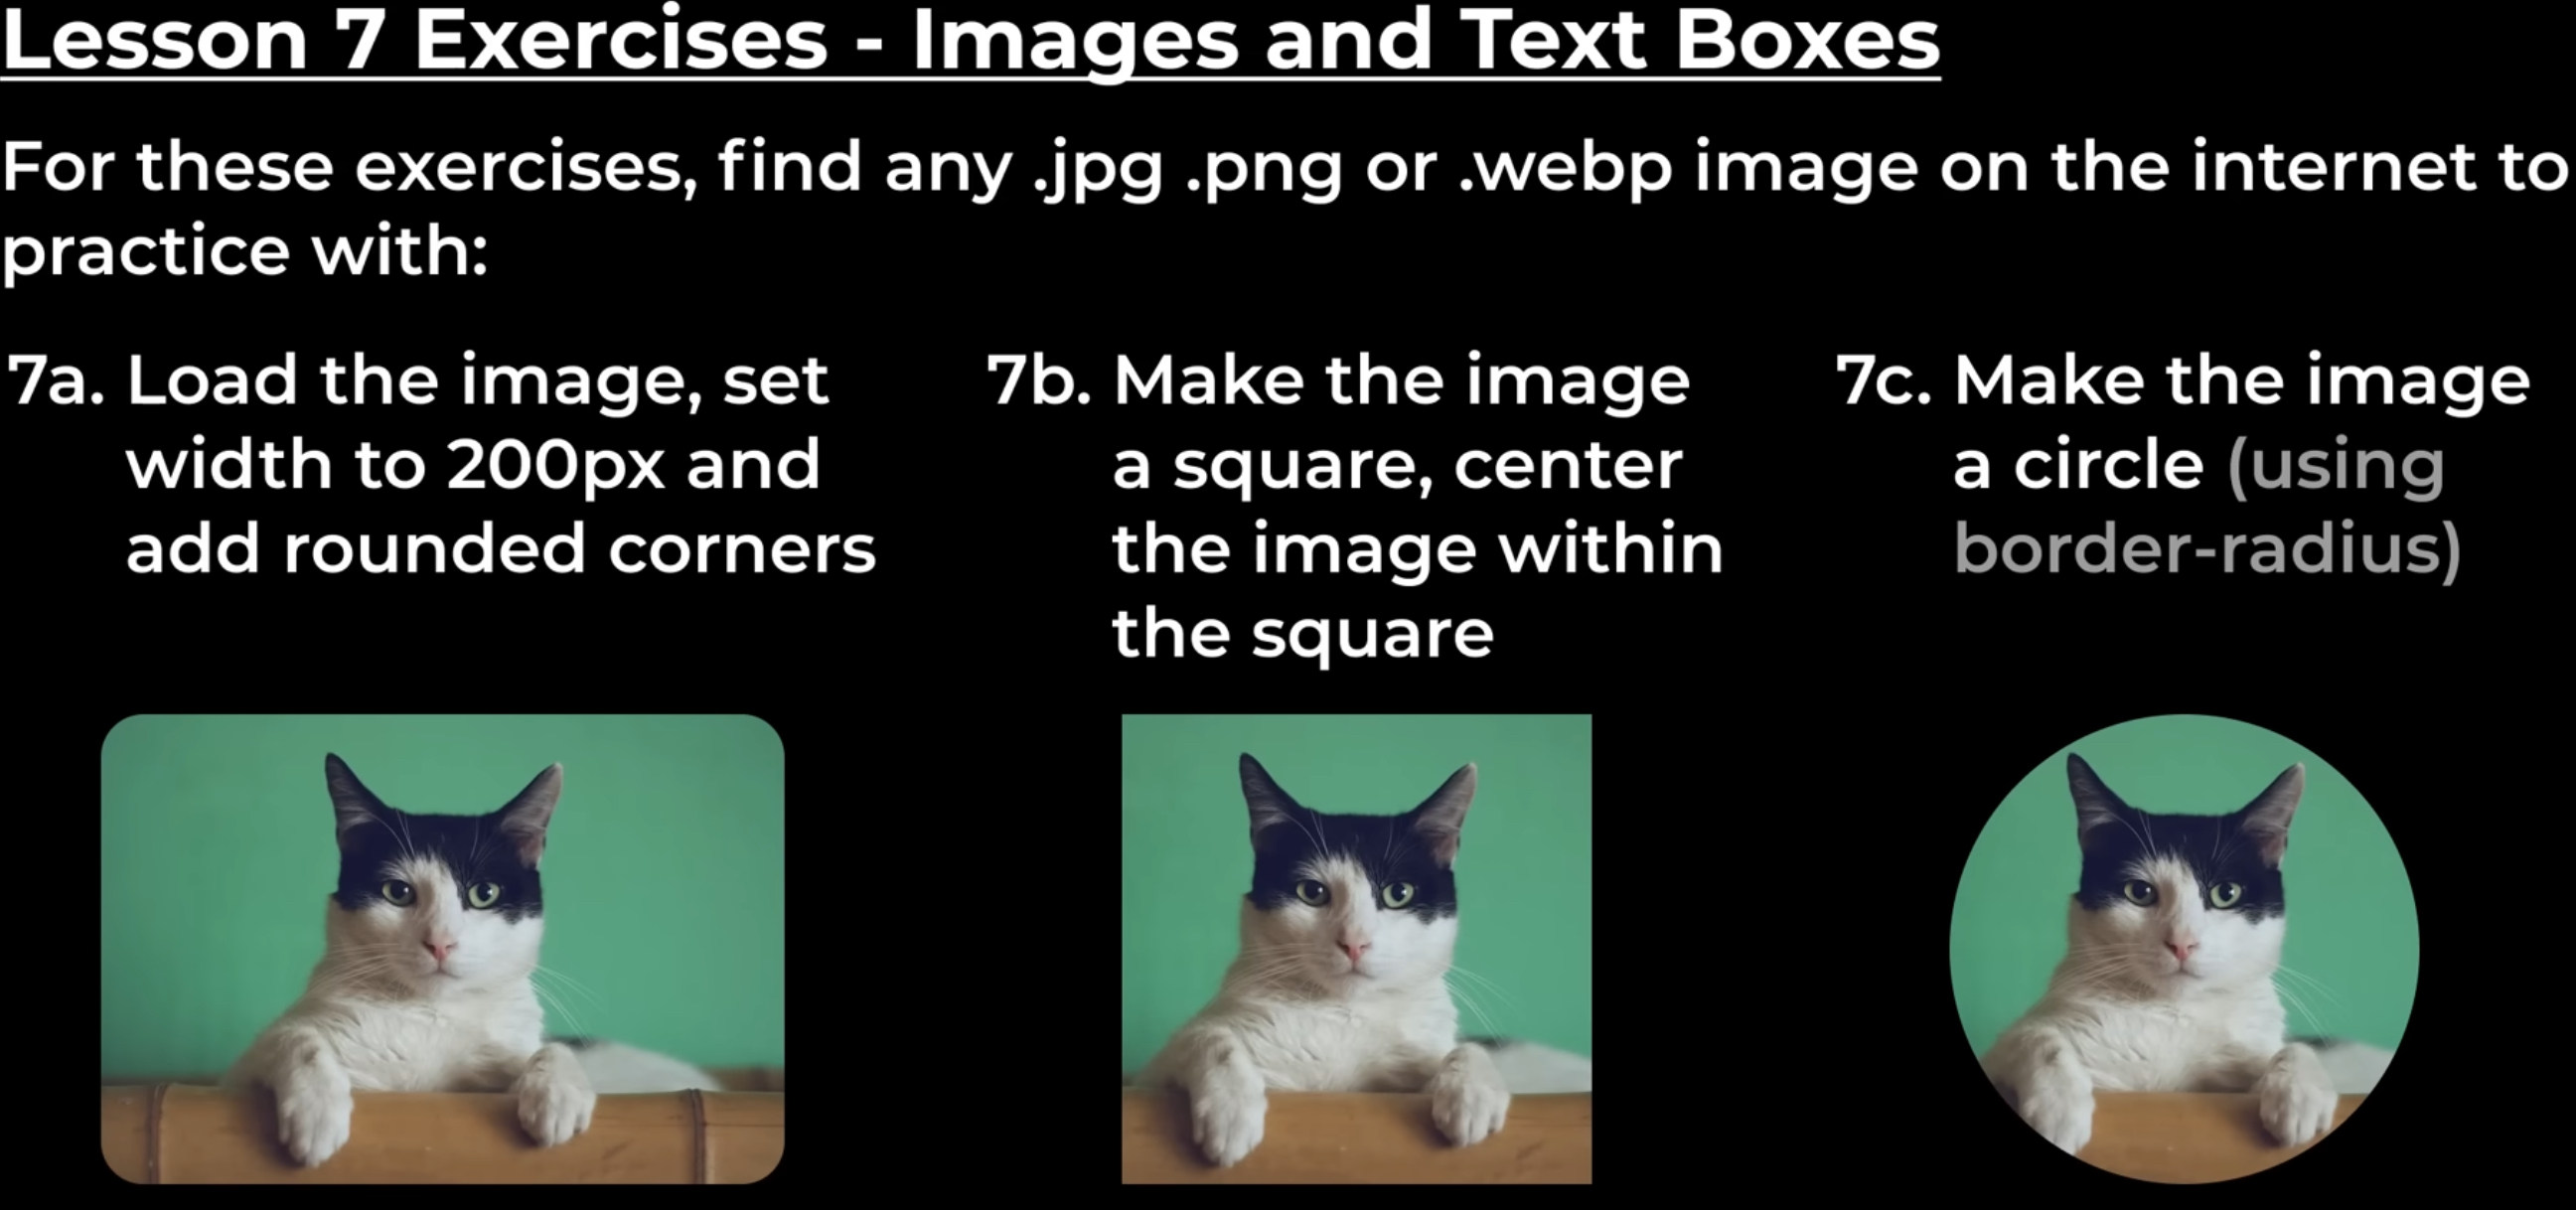 Lesson 7 Exercises - Images and Text Boxes
For these exercises, find any .jpg .png or .webp image on the internet to
practice with:
7a. Load the image, set
width to 200px and
add rounded corners
7b. Make the image
a square, center
the image within
the square
7c. Make the image
a circle (using
border-radius)